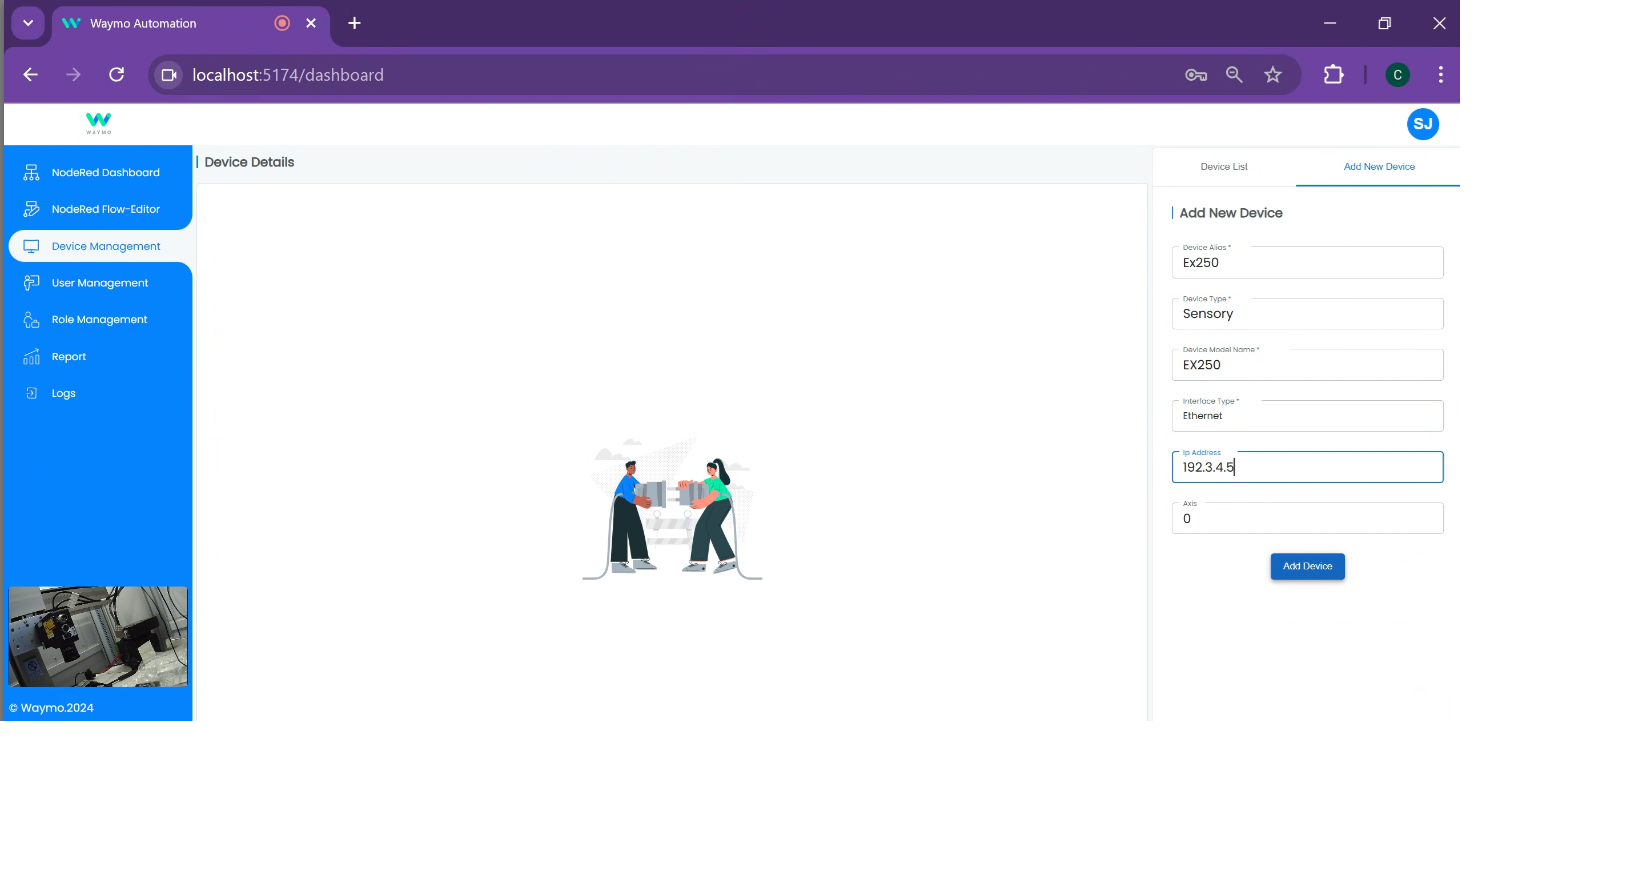 Waymo Automation
localhost:5174/dashboard
C
WAYMO
SJ
NodeRed Dashboard
NodeRed Flow-Editor
Device Management
User Management
Role Management
Report
Logs
© Waymo.2024
Device Details
Device List
Add New Device
Add New Device
Device Alias *
Ex250
Device Type *
Sensory
Device Model Name *
EX250
Interface Type *
Ethernet
Ip Address
192.3.4.5
Axis
0
Add Device